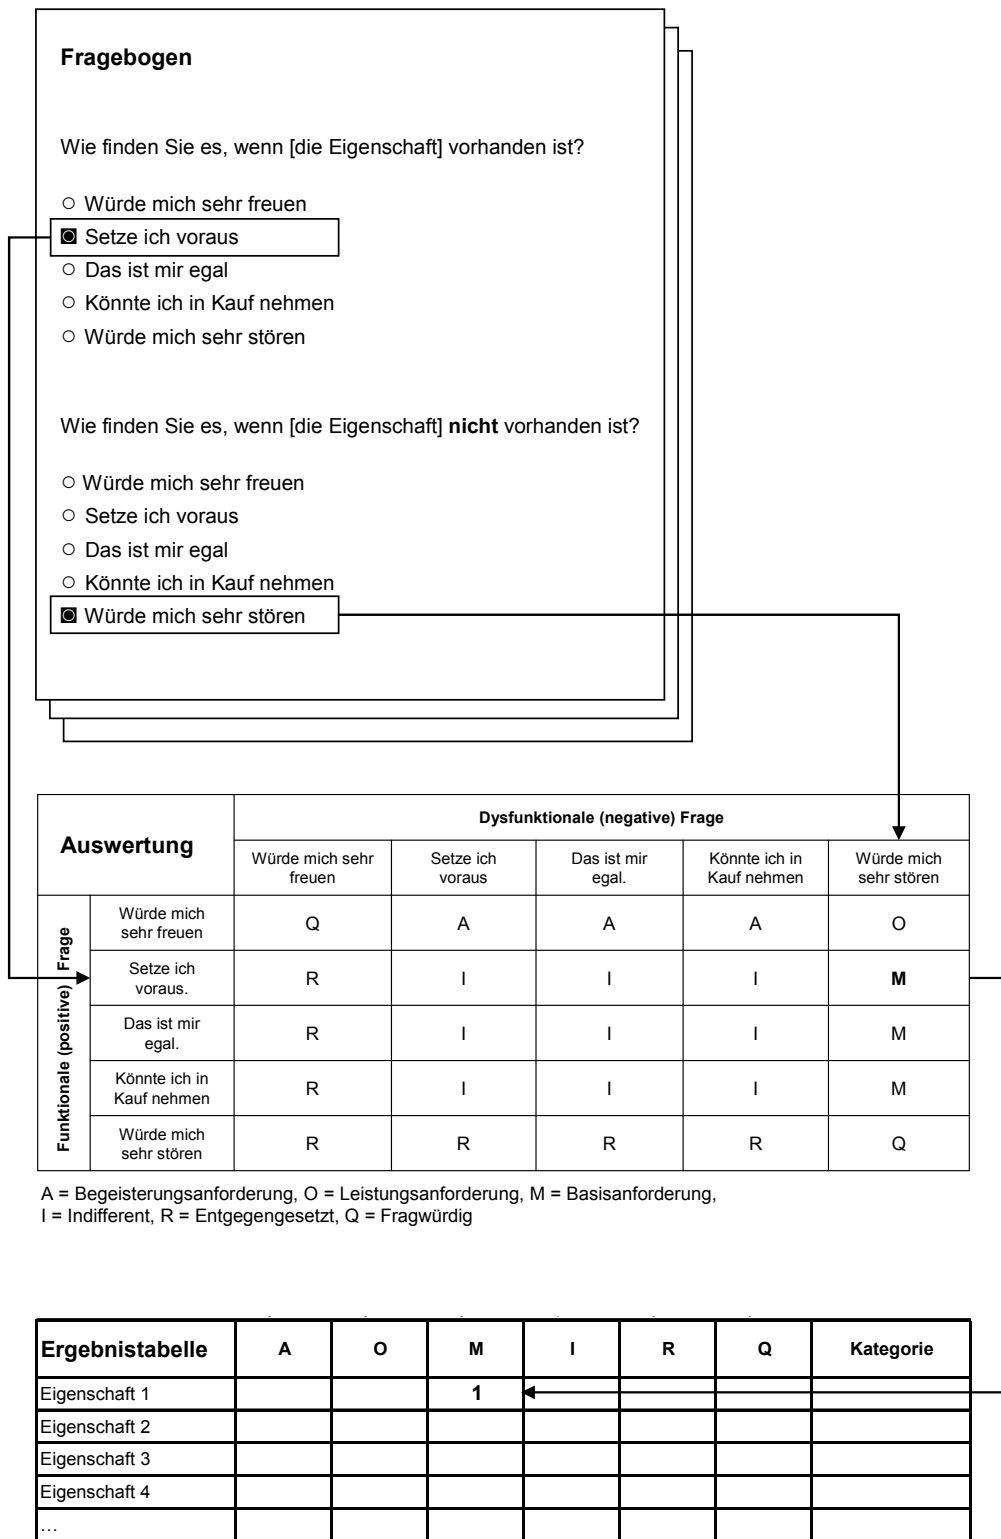 Fragebogen
Wie finden Sie es, wenn [die Eigenschaft] vorhanden ist?
Würde mich sehr freuen
Setze ich voraus
Das ist mir egal
Könnte ich in Kauf nehmen
Würde mich sehr stören
Wie finden Sie es, wenn [die Eigenschaft] nicht vorhanden ist?
Würde mich sehr freuen
Setze ich voraus
Das ist mir egal
Könnte ich in Kauf nehmen
Würde mich sehr stören
Auswertung
Dysfunktionale (negative) Frage
Würde mich sehr freuen
Setze ich voraus
Das ist mir egal.
Könnte ich in Kauf nehmen
Würde mich sehr stören
Funktionale (positive) Frage
Würde mich sehr freuen Q A A A O
Setze ich voraus. R I I I M
Das ist mir egal. R I I I M
Könnte ich in Kauf nehmen R I I I M
Würde mich sehr stören R R R R Q
A = Begeisterungsanforderung, O = Leistungsanforderung, M = Basisanforderung,
I = Indifferent, R = Entgegengesetzt, Q = Fragwürdig
Ergebnistabelle A O M I R Q Kategorie
Eigenschaft 1 1
Eigenschaft 2
Eigenschaft 3
Eigenschaft 4
…